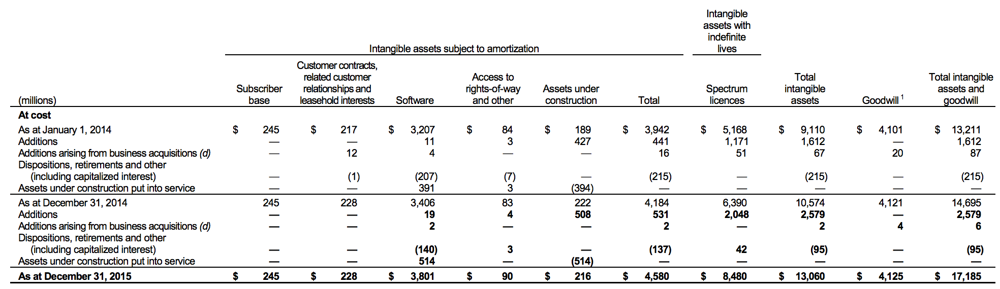 Intangible
assets with
indefinite
Intangible assets subject to amortization lives
Customer contracts,
related customer Access to Total Total intangible
Subscriber relationships and rights-of-way Assets under Spectrum intangible assets and
(millions) base leasehold interests Software and other construction Total licences assets Goodwill 1 goodwill
At cost
As at January 1, 2014 $ 245 $ 217 $ 3,207 $ 84 $ 189 $ 3,942 $ 5,168 $ 9,110 $ 4,101 $ 13,211
Additions — — 11 3 427 441 1,171 1,612 — 1,612
Additions arising from business acquisitions (d) — 12 4 — — 16 51 67 20 87
Dispositions, retirements and other
(including capitalized interest) — (1) (207) (7) — (215) — (215) — (215)
Assets under construction put into service — — 391 3 (394) — — — — —
As at December 31, 2014 245 228 3,406 83 222 4,184 6,390 10,574 4,121 14,695
Additions — — 19 4 508 531 2,048 2,579 — 2,579
Additions arising from business acquisitions (d) — — 2 — — 2 — 2 4 6
Dispositions, retirements and other
(including capitalized interest) — — (140) 3 — (137) 42 (95) — (95)
Assets under construction put into service — — 514 — (514) — — — — —
As at December 31, 2015 $ 245 $ 228 $ 3,801 $ 90 $ 216 $ 4,580 $ 8,480 $ 13,060 $ 4,125 $ 17,185